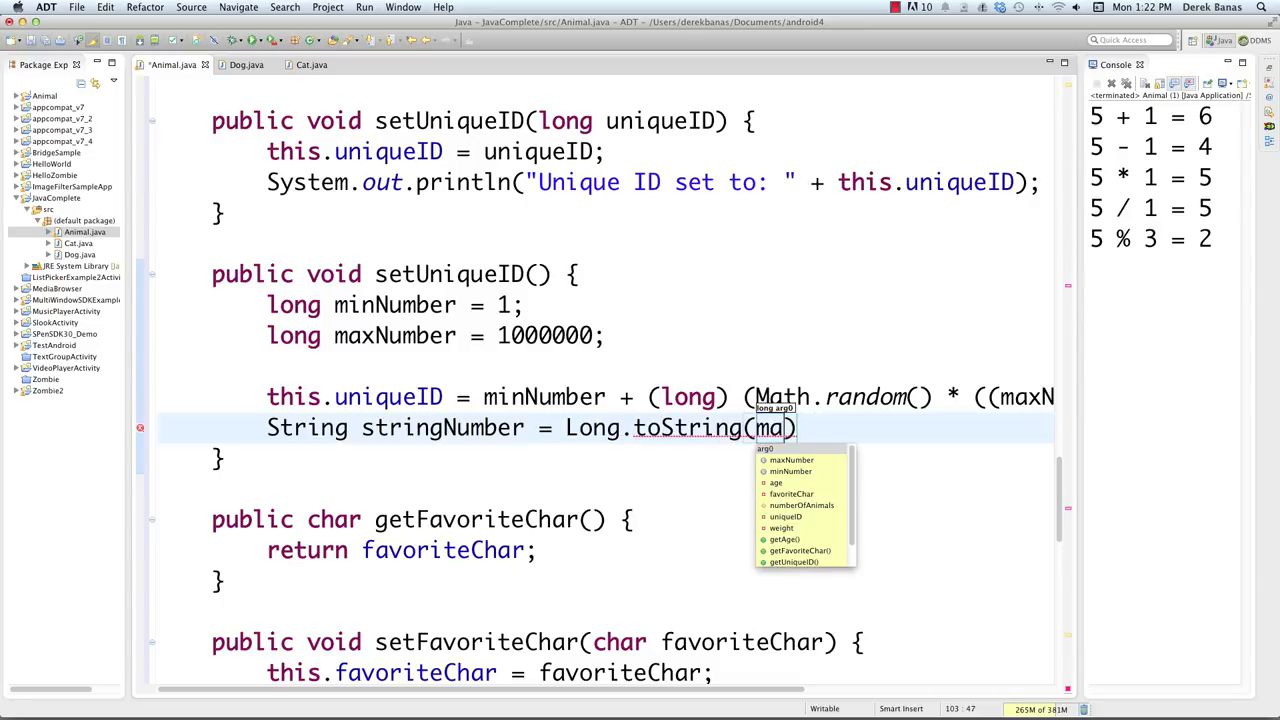 ADT File Edit Refactor Source Navigate Search Project Run Window Help
10 Mon 1:22 PM Derek Banas
Java – JavaComplete/src/Animal.java – ADT – /Users/derekbanas/Documents/android4
Quick Access Java DDMS
Package Exp
*Animal.java Dog.java Cat.java
Console
<terminated> Animal (1) [Java Application] /S
Animal
appcompat_v7
appcompat_v7_2
appcompat_v7_3
appcompat_v7_4
BridgeSample
HelloWorld
HelloZombie
ImageFilterSampleApp
JavaComplete
src
(default package)
Animal.java
Cat.java
Dog.java
JRE System Library [Ja
ListPickerExample2Activi
MediaBrowser
MultiWindowSDKExample
MusicPlayerActivity
SlookActivity
SPenSDK30_Demo
TestAndroid
TextGroupActivity
VideoPlayerActivity
Zombie
Zombie2
public void setUniqueID(long uniqueID) {
this.uniqueID = uniqueID;
System.out.println("Unique ID set to: " + this.uniqueID);
}
public void setUniqueID() {
long minNumber = 1;
long maxNumber = 1000000;
this.uniqueID = minNumber + (long) (Math.random() * ((maxN
long arg0
String stringNumber = Long.toString(ma)
}
arg0
maxNumber
minNumber
age
favoriteChar
numberOfAnimals
uniqueID
weight
getAge()
getFavoriteChar()
getUniqueID()
public char getFavoriteChar() {
return favoriteChar;
}
public void setFavoriteChar(char favoriteChar) {
this.favoriteChar = favoriteChar;
5 + 1 = 6
5 - 1 = 4
5 * 1 = 5
5 / 1 = 5
5 % 3 = 2
Writable Smart Insert 103 : 47 265M of 381M